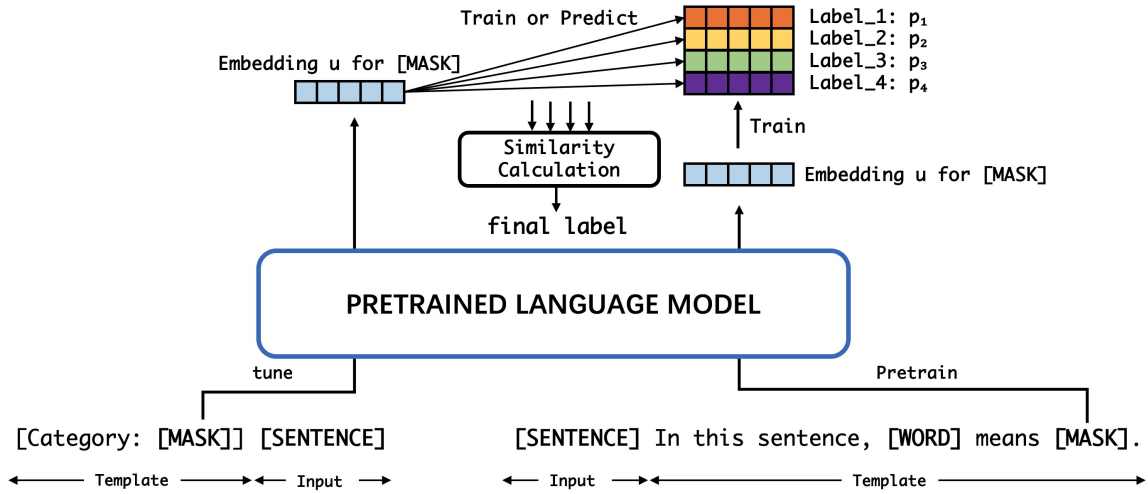 Train or Predict
Label_1: p₁
Label_2: p₂
Label_3: p₃
Label_4: p₄
Embedding u for [MASK]
Train
Similarity
Calculation
Embedding u for [MASK]
final label
PRETRAINED LANGUAGE MODEL
tune
Pretrain
[Category: [MASK]] [SENTENCE]
[SENTENCE] In this sentence, [WORD] means [MASK].
Template
Input
Input
Template